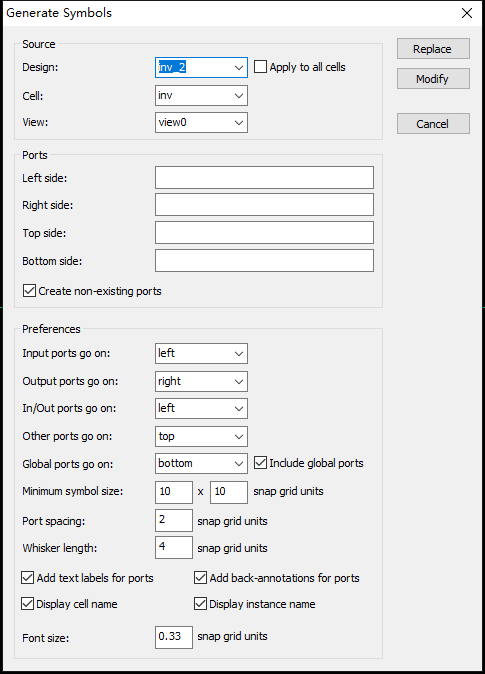 Generate Symbols
Source
Replace
Design: inv_2 Apply to all cells
Modify
Cell: inv
View: view0
Cancel
Ports
Left side:
Right side:
Top side:
Bottom side:
Create non-existing ports
Preferences
Input ports go on: left
Output ports go on: right
In/Out ports go on: left
Other ports go on: top
Global ports go on: bottom Include global ports
Minimum symbol size: 10 x 10 snap grid units
Port spacing: 2 snap grid units
Whisker length: 4 snap grid units
Add text labels for ports Add back-annotations for ports
Display cell name Display instance name
Font size: 0.33 snap grid units